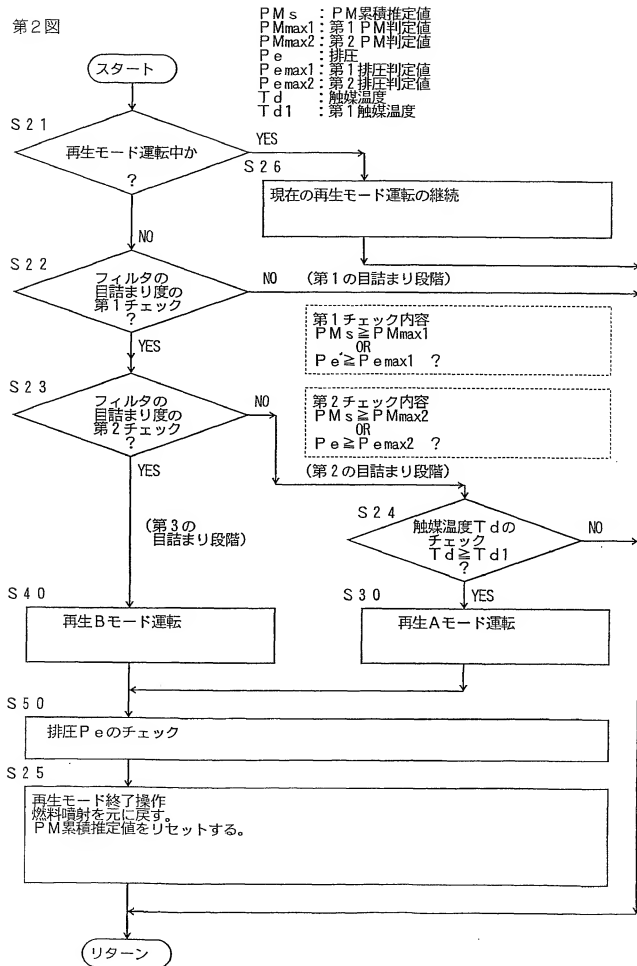 第2図
PMs :PM累積推定値
PMmax1:第1PM判定値
PMmax2:第2PM判定値
Pe :排圧
Pemax1:第1排圧判定値
Pemax2:第2排圧判定値
Td :触媒温度
Td1 :第1触媒温度
スタート
S21
再生モード運転中か
?
YES
S26
現在の再生モード運転の継続
NO
S22
フィルタの
目詰まり度の
第1チェック
?
NO (第1の目詰まり段階)
第1チェック内容
PMs≧PMmax1
OR
Pe≧Pemax1 ?
YES
S23
フィルタの
目詰まり度の
第2チェック
?
NO
第2チェック内容
PMs≧PMmax2
OR
Pe≧Pemax2 ?
YES
(第2の目詰まり段階)
(第3の
目詰まり段階)
S24
触媒温度Tdの
チェック
Td≧Td1
?
NO
YES
S40
再生Bモード運転
S30
再生Aモード運転
S50
排圧Peのチェック
S25
再生モード終了操作
燃料噴射を元に戻す。
PM累積推定値をリセットする。
リターン